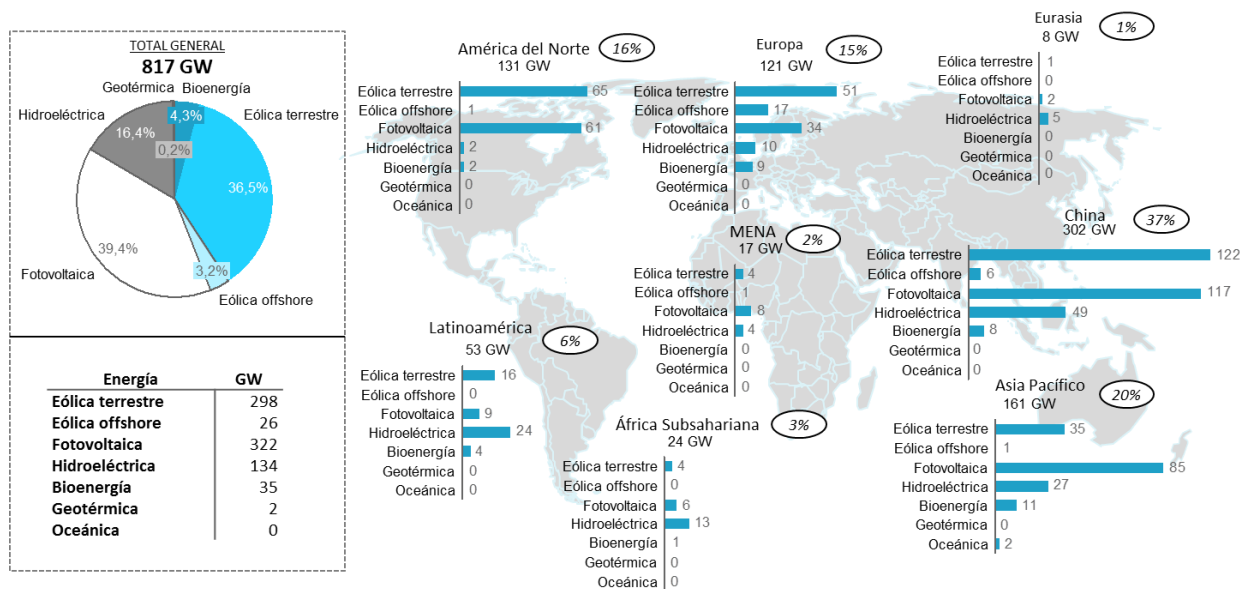 TOTAL GENERAL
817 GW
Geotérmica
Bioenergía
Hidroeléctrica
Eólica terrestre
16,4%
4,3%
0,2%
36,5%
39,4%
3,2%
Fotovoltaica
Eólica offshore
Energía GW
Eólica terrestre 298
Eólica offshore 26
Fotovoltaica 322
Hidroeléctrica 134
Bioenergía 35
Geotérmica 2
Oceánica 0
América del Norte 16%
131 GW
Eólica terrestre 65
Eólica offshore 1
Fotovoltaica 61
Hidroeléctrica 2
Bioenergía 2
Geotérmica 0
Oceánica 0
Europa 15%
121 GW
Eólica terrestre 51
Eólica offshore 17
Fotovoltaica 34
Hidroeléctrica 10
Bioenergía 9
Geotérmica 0
Oceánica 0
Eurasia 1%
8 GW
Eólica terrestre 1
Eólica offshore 0
Fotovoltaica 2
Hidroeléctrica 5
Bioenergía 0
Geotérmica 0
Oceánica 0
MENA 2%
17 GW
Eólica terrestre 4
Eólica offshore 1
Fotovoltaica 8
Hidroeléctrica 4
Bioenergía 0
Geotérmica 0
Oceánica 0
China 37%
302 GW
Eólica terrestre 122
Eólica offshore 6
Fotovoltaica 117
Hidroeléctrica 49
Bioenergía 8
Geotérmica 0
Oceánica 0
Latinoamérica 6%
53 GW
Eólica terrestre 16
Eólica offshore 0
Fotovoltaica 9
Hidroeléctrica 24
Bioenergía 4
Geotérmica 0
Oceánica 0
África Subsahariana 3%
24 GW
Eólica terrestre 4
Eólica offshore 0
Fotovoltaica 6
Hidroeléctrica 13
Bioenergía 1
Geotérmica 0
Oceánica 0
Asia Pacífico 20%
161 GW
Eólica terrestre 35
Eólica offshore 1
Fotovoltaica 85
Hidroeléctrica 27
Bioenergía 11
Geotérmica 0
Oceánica 2